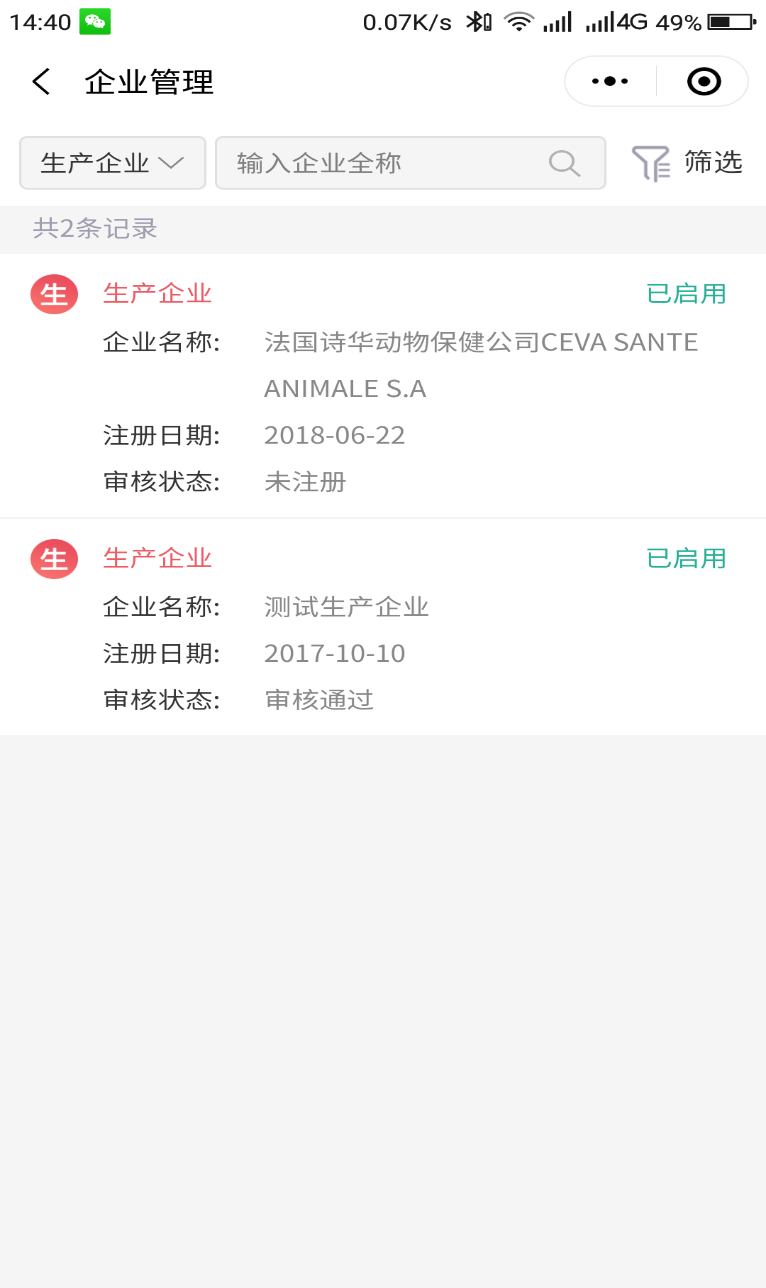 14:40 0.07K/s 4G 49%
企业管理
生产企业 输入企业全称 筛选
共2条记录
生 生产企业 已启用
企业名称: 法国诗华动物保健公司CEVA SANTE
ANIMALE S.A
注册日期: 2018-06-22
审核状态: 未注册
生 生产企业 已启用
企业名称: 测试生产企业
注册日期: 2017-10-10
审核状态: 审核通过